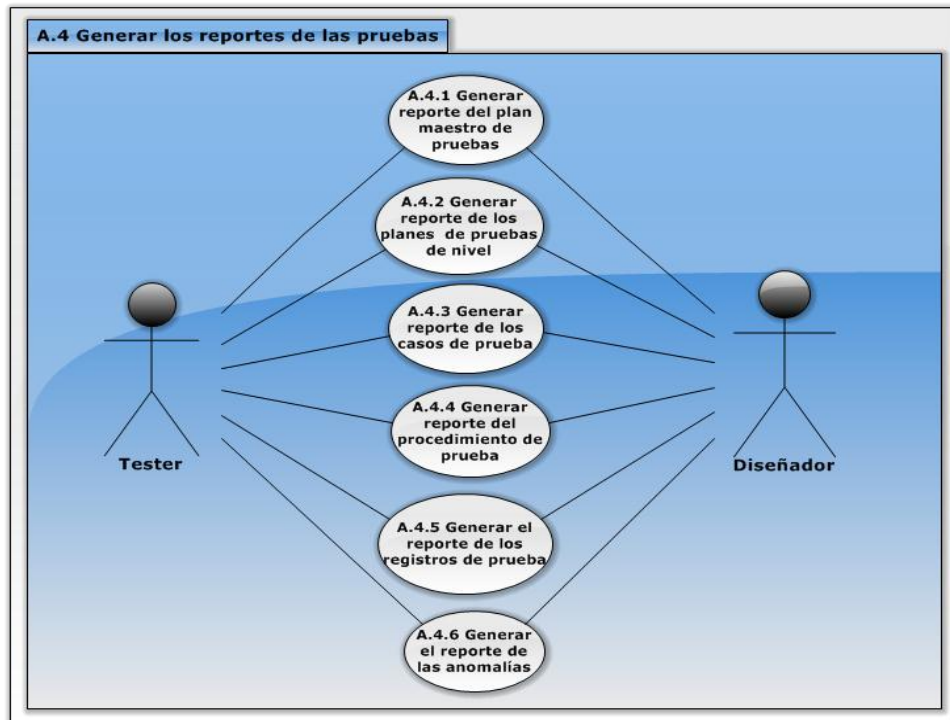 A.4 Generar los reportes de las pruebas
A.4.1 Generar
reporte del plan
maestro de
pruebas
A.4.2 Generar
reporte de los
planes de pruebas
de nivel
A.4.3 Generar
reporte de los
casos de prueba
A.4.4 Generar
reporte del
procedimiento de
prueba
Tester
Diseñador
A.4.5 Generar el
reporte de los
registros de prueba
A.4.6 Generar
el reporte de
las anomalías